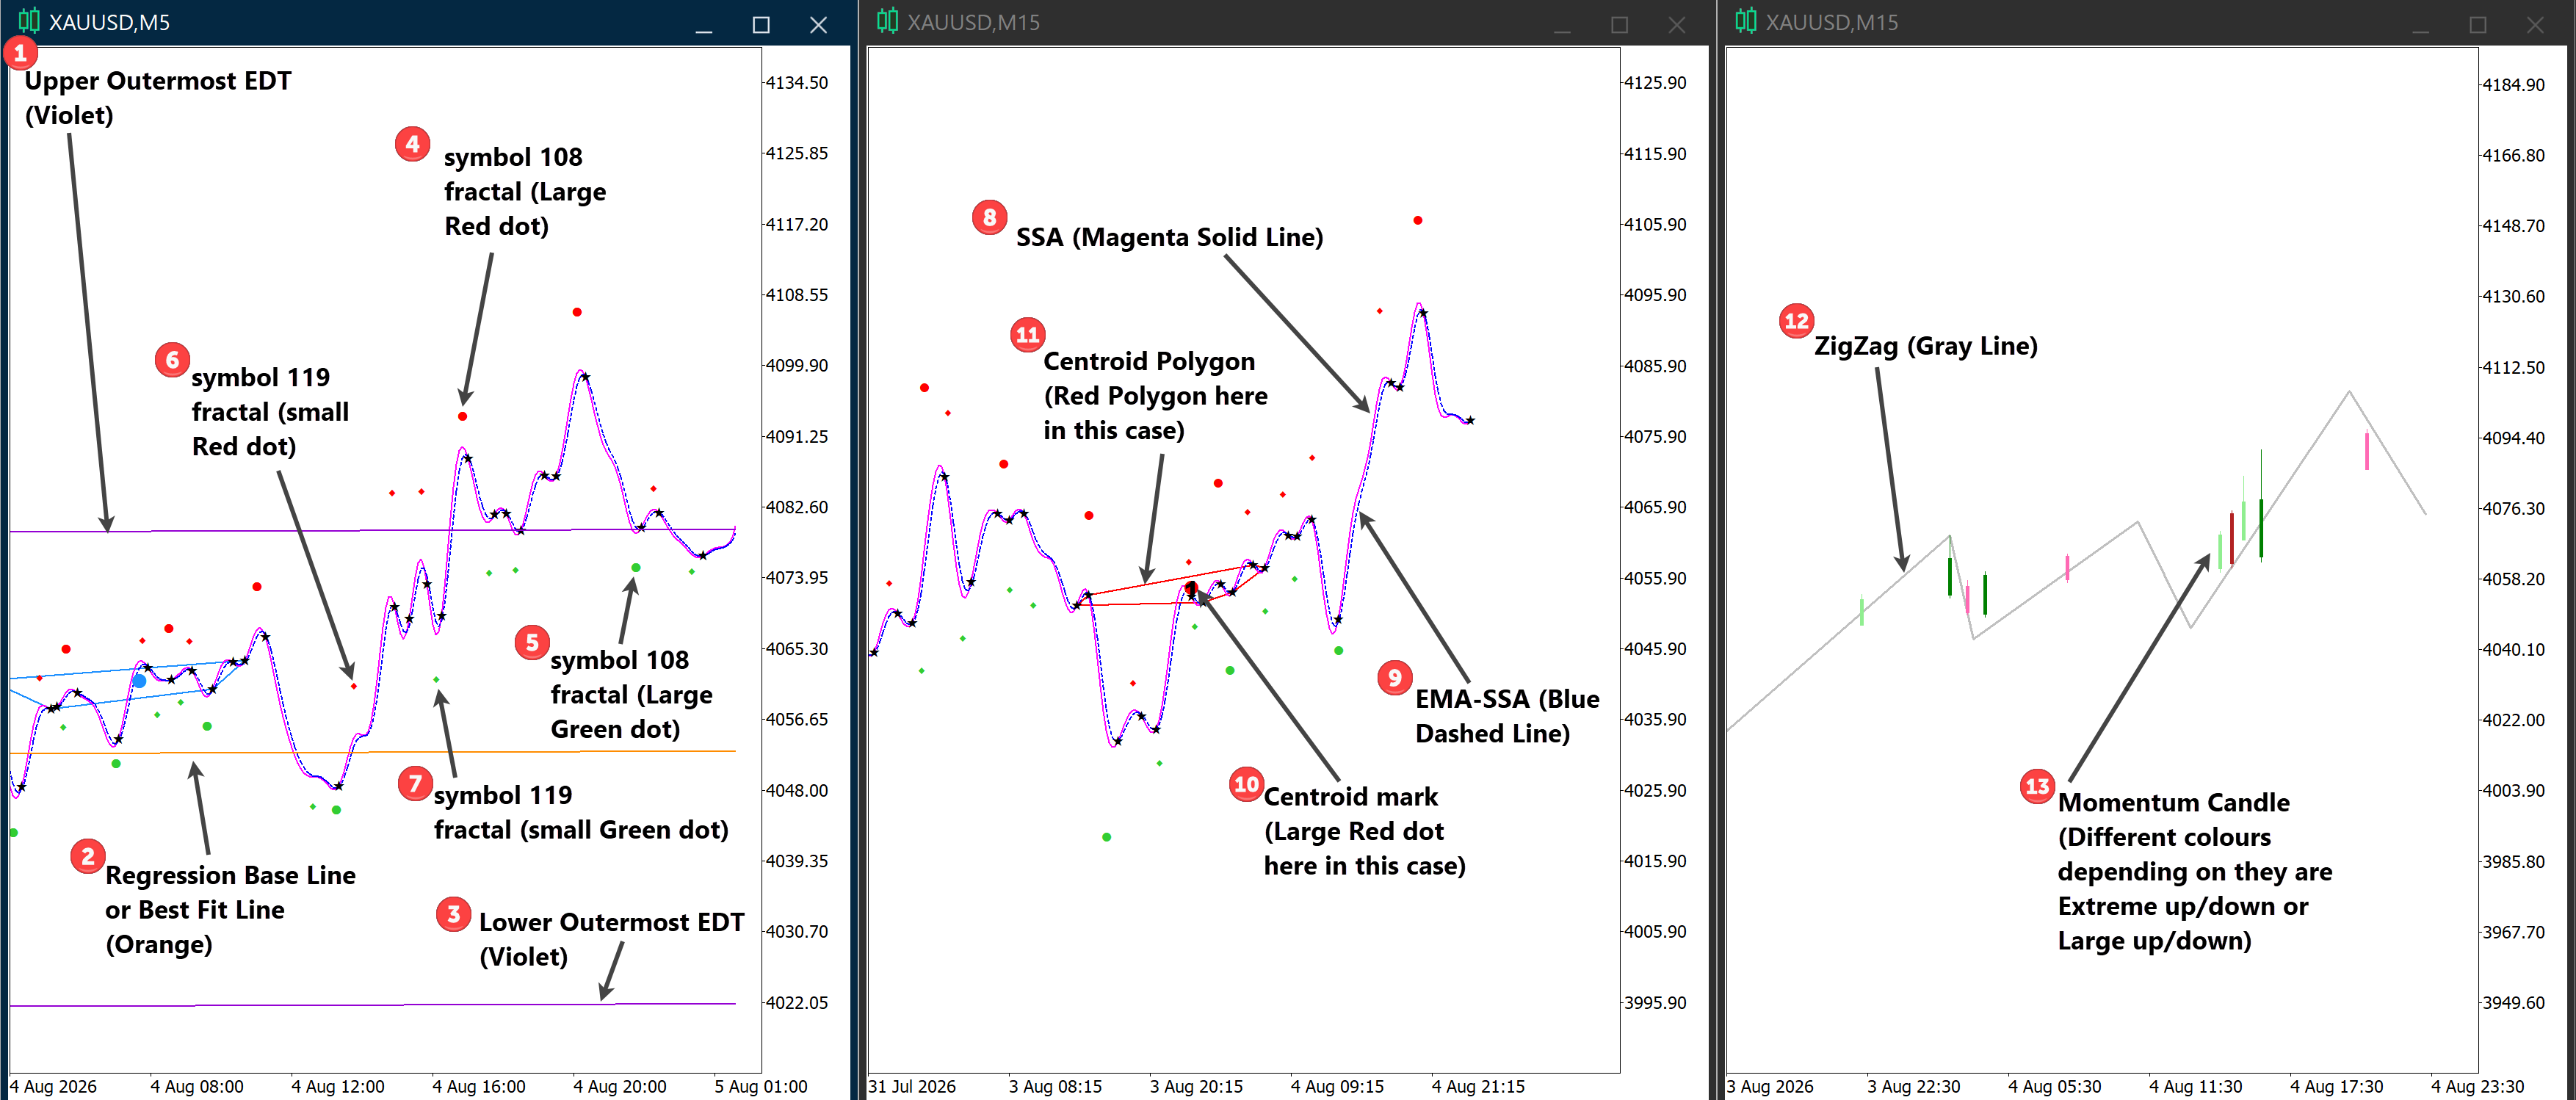 XAUUSD,M5
1
Upper Outermost EDT
(Violet)
4
symbol 108
fractal (Large
Red dot)
6
symbol 119
fractal (small
Red dot)
5
symbol 108
fractal (Large
Green dot)
7
symbol 119
fractal (small Green dot)
2
Regression Base Line
or Best Fit Line
(Orange)
3
Lower Outermost EDT
(Violet)
4134.50
4125.85
4117.20
4108.55
4099.90
4091.25
4082.60
4073.95
4065.30
4056.65
4048.00
4039.35
4030.70
4022.05
4 Aug 2026
4 Aug 08:00
4 Aug 12:00
4 Aug 16:00
4 Aug 20:00
5 Aug 01:00
XAUUSD,M15
8
SSA (Magenta Solid Line)
11
Centroid Polygon
(Red Polygon here
in this case)
9
EMA-SSA (Blue
Dashed Line)
10
Centroid mark
(Large Red dot
here in this case)
4125.90
4115.90
4105.90
4095.90
4085.90
4075.90
4065.90
4055.90
4045.90
4035.90
4025.90
4015.90
4005.90
3995.90
31 Jul 2026
3 Aug 08:15
3 Aug 20:15
4 Aug 09:15
4 Aug 21:15
XAUUSD,M15
12
ZigZag (Gray Line)
13
Momentum Candle
(Different colours
depending on they are
Extreme up/down or
Large up/down)
4184.90
4166.80
4148.70
4130.60
4112.50
4094.40
4076.30
4058.20
4040.10
4022.00
4003.90
3985.80
3967.70
3949.60
3 Aug 2026
3 Aug 22:30
4 Aug 05:30
4 Aug 11:30
4 Aug 17:30
4 Aug 23:30